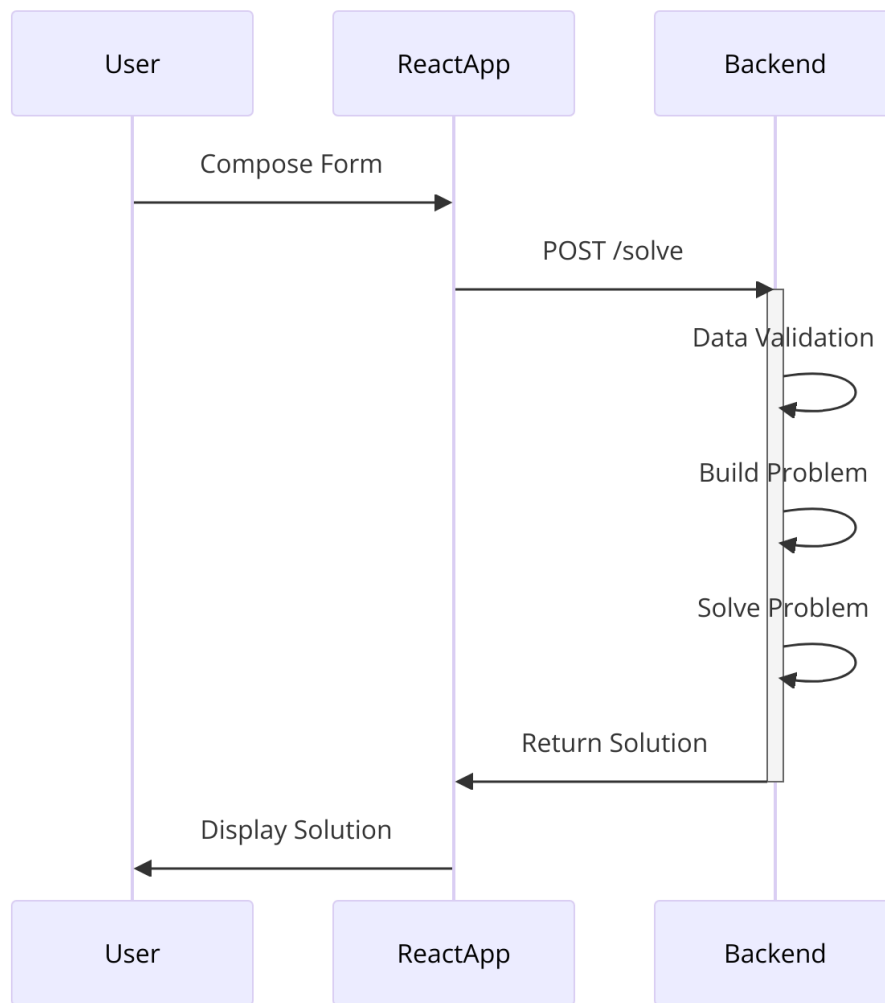 User
ReactApp
Backend
Compose Form
POST /solve
Data Validation
Build Problem
Solve Problem
Return Solution
Display Solution
User
ReactApp
Backend